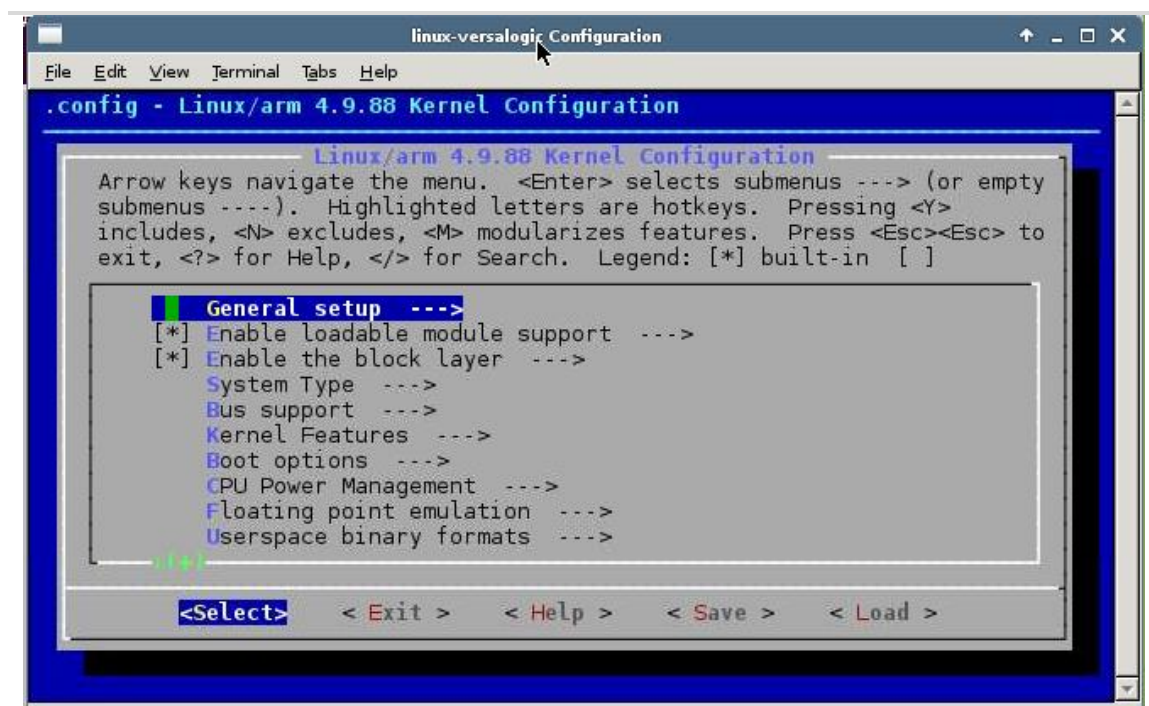 linux-versalogic Configuration
File Edit View Terminal Tabs Help
.config - Linux/arm 4.9.88 Kernel Configuration
Linux/arm 4.9.88 Kernel Configuration
Arrow keys navigate the menu. <Enter> selects submenus ---> (or empty
submenus ----). Highlighted letters are hotkeys. Pressing <Y>
includes, <N> excludes, <M> modularizes features. Press <Esc><Esc> to
exit, <?> for Help, </> for Search. Legend: [*] built-in [ ]
General setup --->
[*] Enable loadable module support --->
[*] Enable the block layer --->
System Type --->
Bus support --->
Kernel Features --->
Boot options --->
CPU Power Management --->
Floating point emulation --->
Userspace binary formats --->
<Select> < Exit > < Help > < Save > < Load >